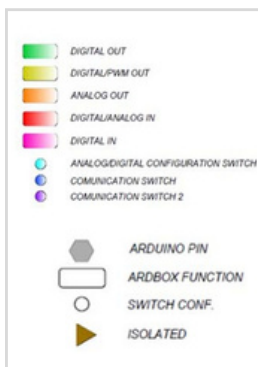 DIGITAL OUT
DIGITAL/PWM OUT
ANALOG OUT
DIGITAL/ANALOG IN
DIGITAL IN
ANALOG/DIGITAL CONFIGURATION SWITCH
COMUNICATION SWITCH
COMUNICATION SWITCH 2
ARDUINO PIN
ARDBOX FUNCTION
SWITCH CONF.
ISOLATED